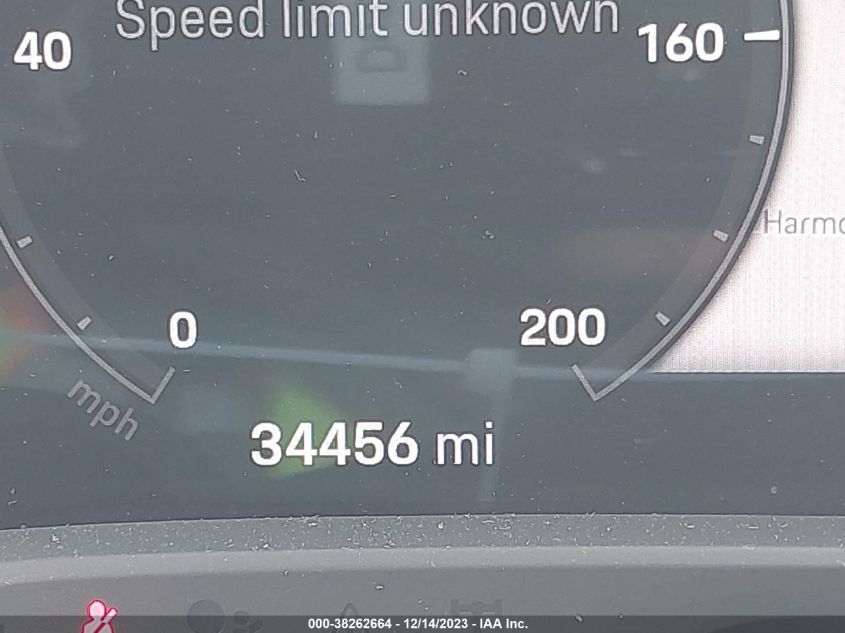 Speed limit unknown
40
160
Harmo
0
200
mph
34456 mi
000-38262664 - 12/14/2023 - IAA Inc.